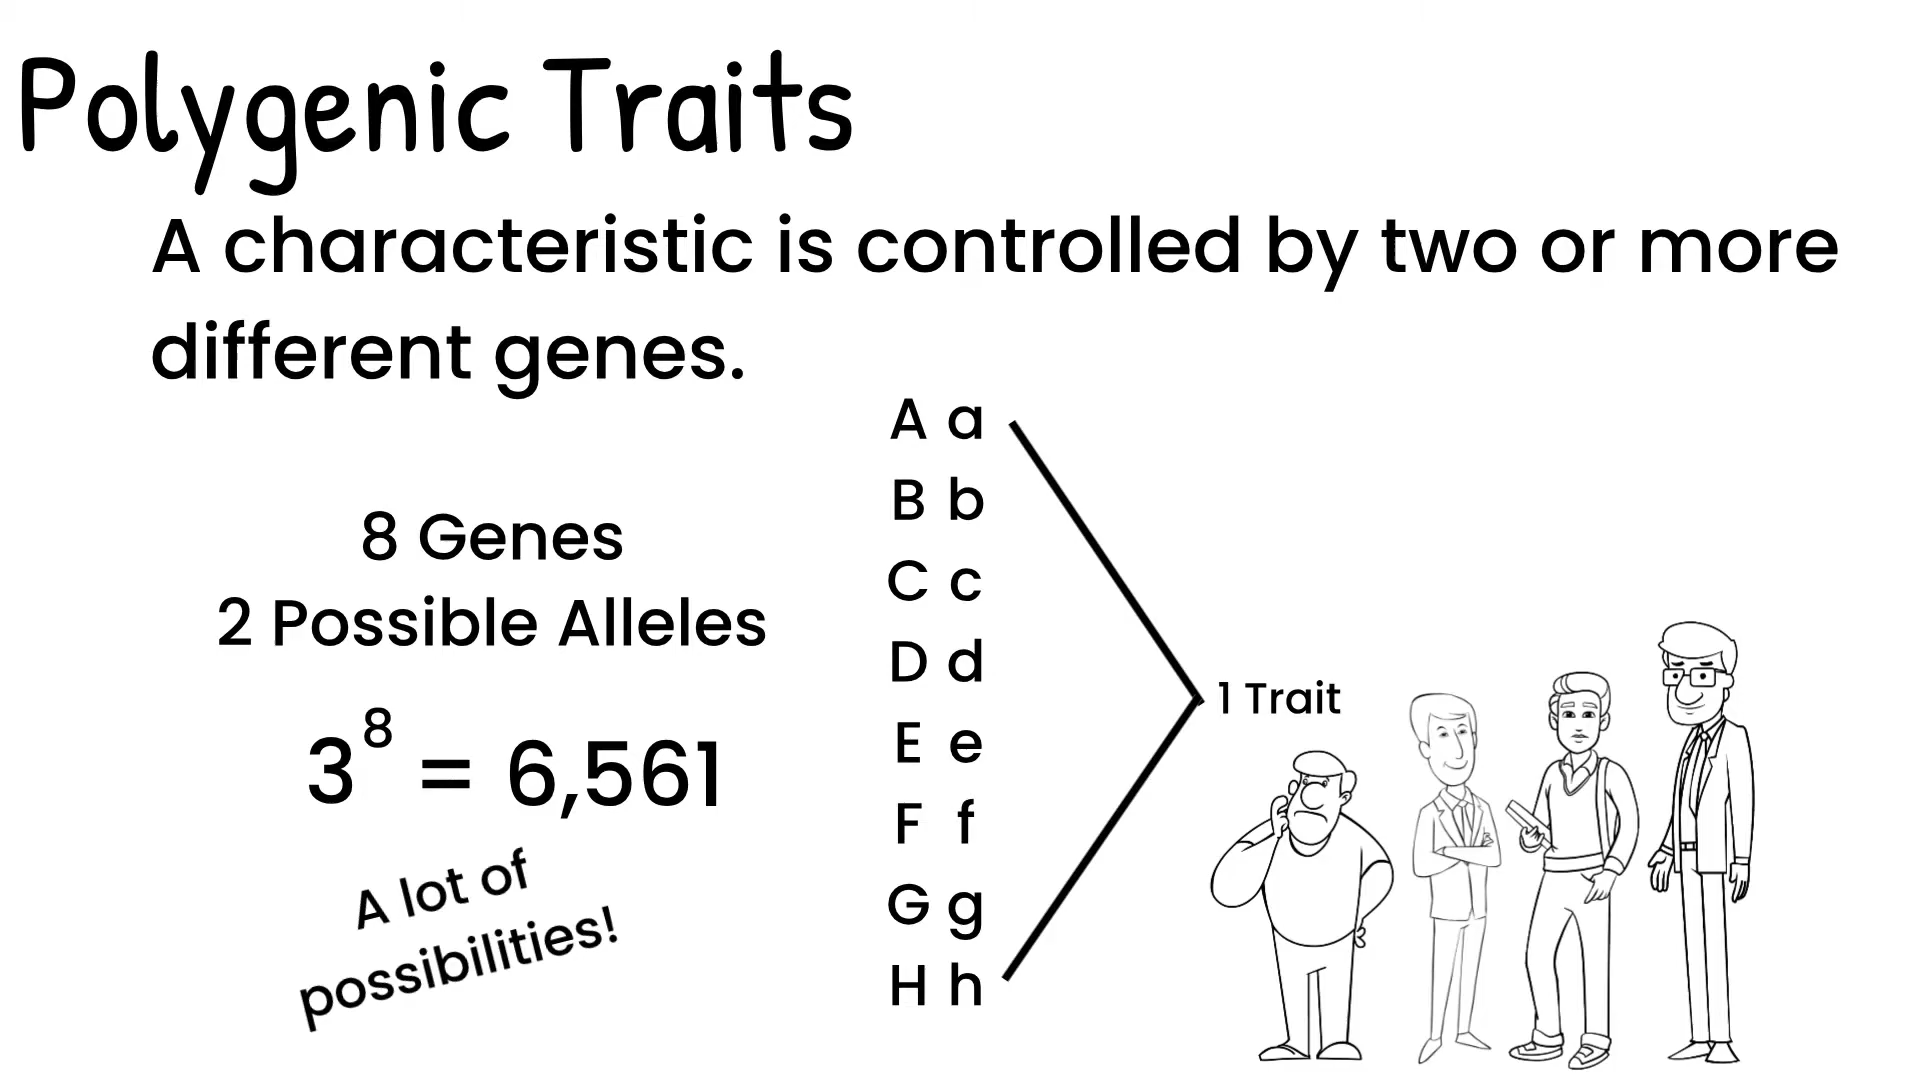 Polygenic Traits
A characteristic is controlled by two or more
different genes.
8 Genes
2 Possible Alleles
3⁸ = 6,561
A lot of
possibilities!
A a
B b
C c
D d
E e
F f
G g
H h
1 Trait